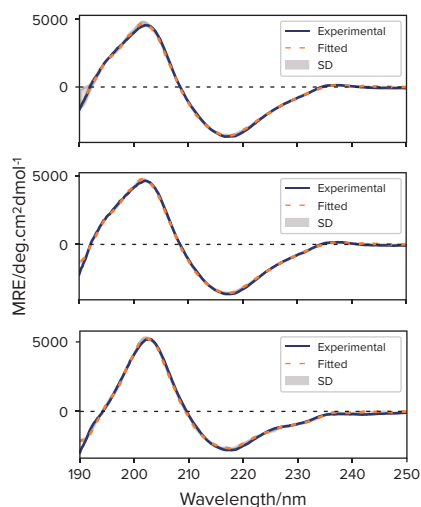 5000
0
Experimental
Fitted
SD
5000
0
Experimental
Fitted
SD
5000
0
Experimental
Fitted
SD
MRE/deg.cm²dmol⁻¹
190 200 210 220 230 240 250
Wavelength/nm